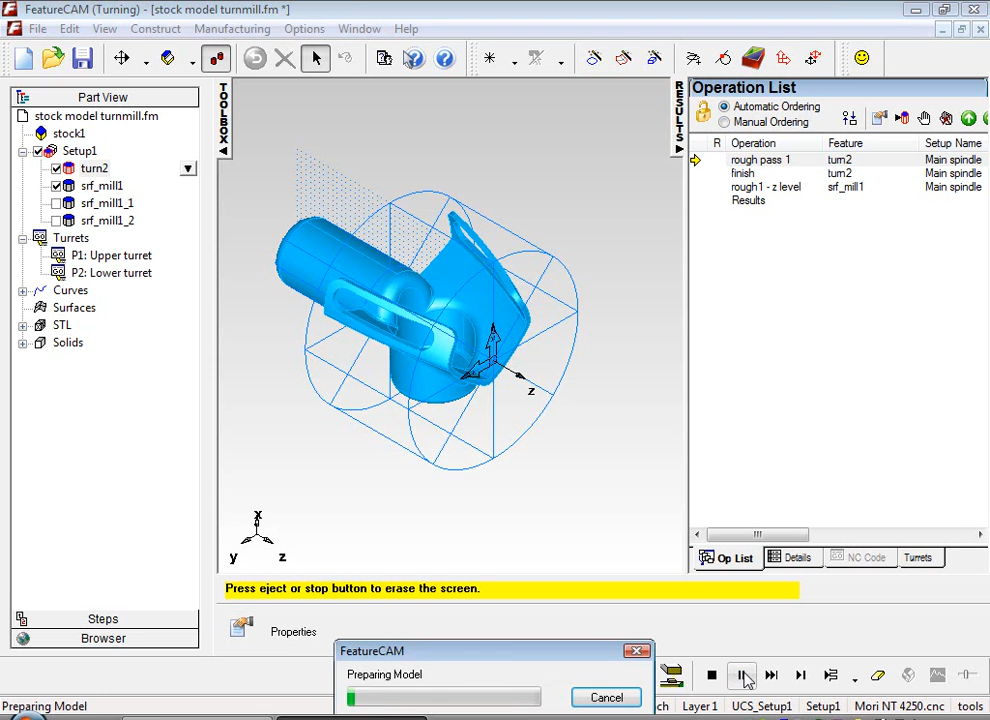 FeatureCAM (Turning) - [stock model turnmill.fm *]
File Edit View Construct Manufacturing Options Window Help
Part View
stock model turnmill.fm
stock1
Setup1
turn2
srf_mill1
srf_mill1_1
srf_mill1_2
Turrets
P1: Upper turret
P2: Lower turret
Curves
Surfaces
STL
Solids
Steps
Browser
TOOLBOX
RESULTS
z
x
y z
Operation List
Automatic Ordering
Manual Ordering
R Operation Feature Setup Name
rough pass 1 turn2 Main spindle
finish turn2 Main spindle
rough1 - z level srf_mill1 Main spindle
Results
Op List Details NC Code Turrets
Press eject or stop button to erase the screen.
Properties
FeatureCAM
Preparing Model
Cancel
Preparing Model
Layer1 UCS_Setup1 Setup1 Mori NT 4250.cnc tools